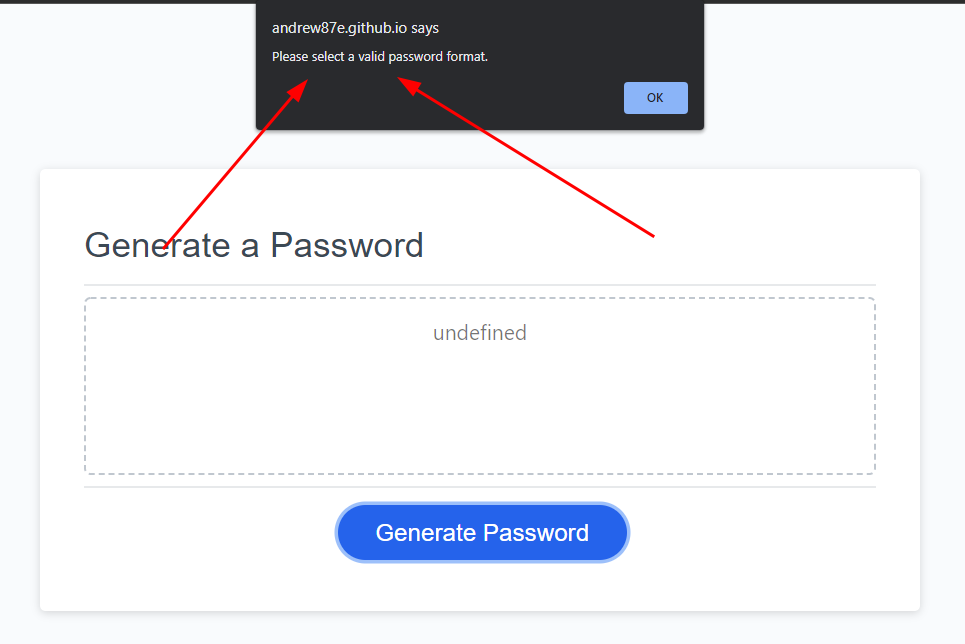 andrew87e.github.io says
Please select a valid password format.
OK
Generate a Password
undefined
Generate Password